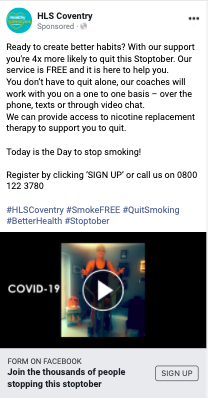 HLS Coventry
Sponsored ·
Ready to create better habits? With our support
you're 4x more likely to quit this Stoptober. Our
service is FREE and it is here to help you.
You don't have to quit alone, our coaches will
work with you on a one to one basis – over the
phone, texts or through video chat.
We can provide access to nicotine replacement
therapy to support you to quit.
Today is the Day to stop smoking!
Register by clicking 'SIGN UP' or call us on 0800
122 3780
#HLSCoventry #SmokeFREE #QuitSmoking
#BetterHealth #Stoptober
COVID-19
FORM ON FACEBOOK
Join the thousands of people
stopping this stoptober
SIGN UP